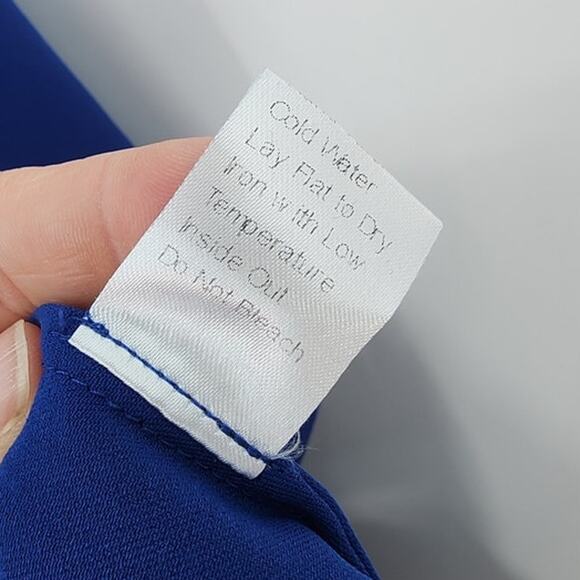 Cold Water
Lay Flat to Dry
Iron with Low
Temperature
Inside Out
Do Not Bleach